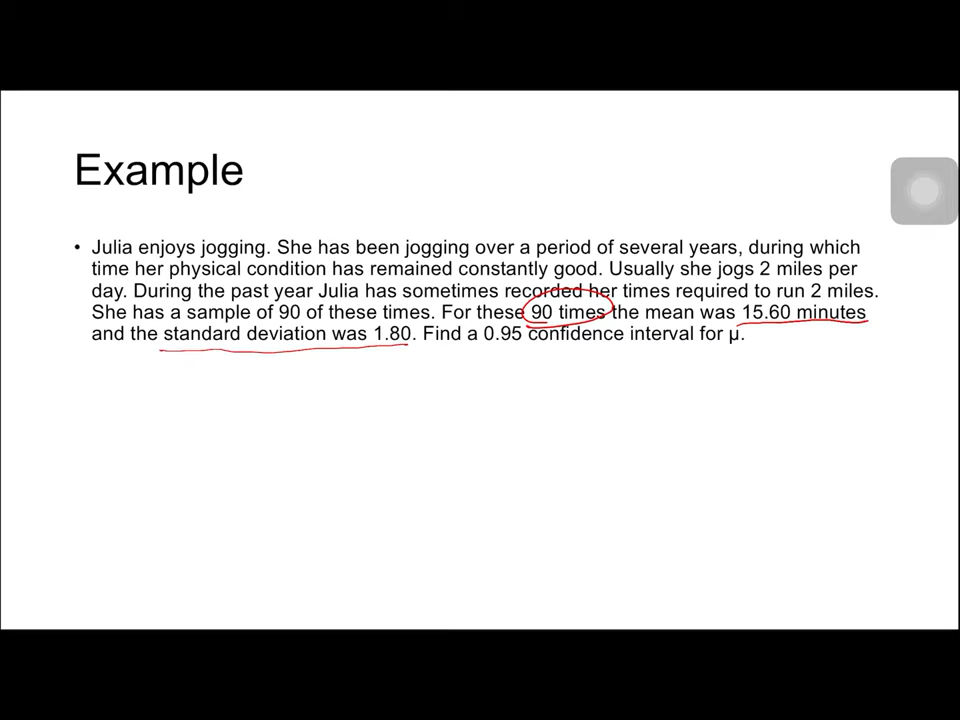 Example
• Julia enjoys jogging. She has been jogging over a period of several years, during which
time her physical condition has remained constantly good. Usually she jogs 2 miles per
day. During the past year Julia has sometimes recorded her times required to run 2 miles.
She has a sample of 90 of these times. For these 90 times the mean was 15.60 minutes
and the standard deviation was 1.80. Find a 0.95 confidence interval for μ.